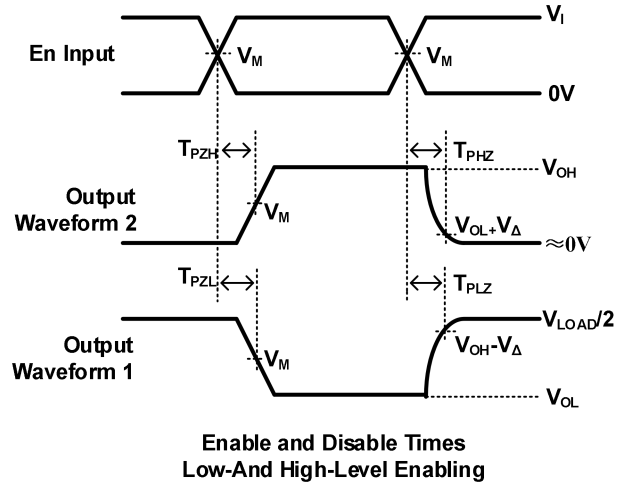 V_I
En Input
V_M
V_M
0V
T_PZH
T_PHZ
V_OH
Output
Waveform 2
V_M
V_OL+V_Δ
≈0V
T_PZL
T_PLZ
V_LOAD/2
Output
Waveform 1
V_M
V_OH-V_Δ
V_OL
Enable and Disable Times
Low-And High-Level Enabling